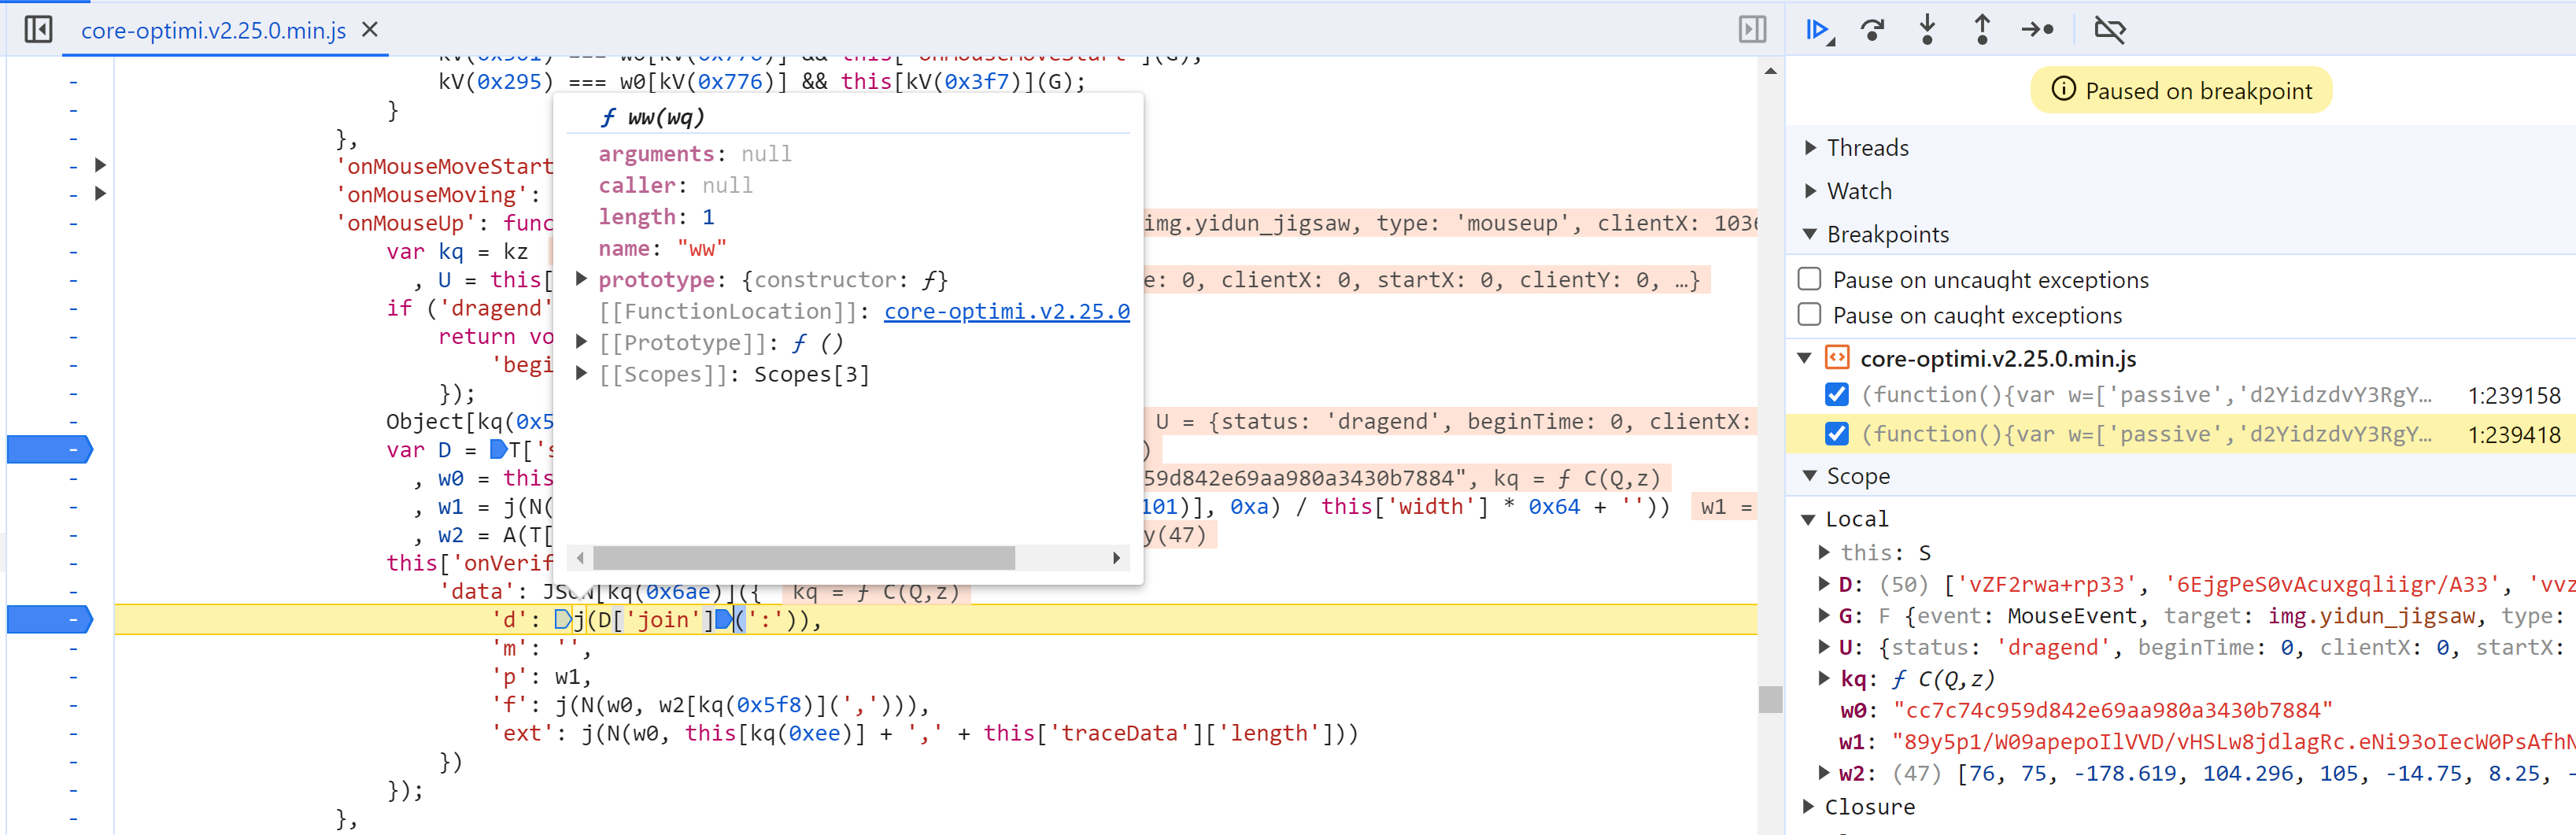 core-optimi.v2.25.0.min.js
kV(0x295) === w0[kV(0x776)] && this[kV(0x3f7)](G);
}
},
'onMouseMoveStart
'onMouseMoving':
'onMouseUp': func
img.yidun_jigsaw, type: 'mouseup', clientX: 1036
var kq = kz
, U = this[
e: 0, clientX: 0, startX: 0, clientY: 0, …}
if ('dragend'
return vo
'begi
});
Object[kq(0x5
U = {status: 'dragend', beginTime: 0, clientX:
var D = T['s
)
, w0 = this
59d842e69aa980a3430b7884", kq = ƒ C(Q,z)
, w1 = j(N(
101)], 0xa) / this['width'] * 0x64 + '')) w1 =
, w2 = A(T[
y(47)
this['onVerif
'data': JSON[kq(0x6ae)]({ kq = ƒ C(Q,z)
'd': j(D['join'](':')),
'm': '',
'p': w1,
'f': j(N(w0, w2[kq(0x5f8)](','))),
'ext': j(N(w0, this[kq(0xee)] + ',' + this['traceData']['length']))
})
});
},
ƒ ww(wq)
arguments: null
caller: null
length: 1
name: "ww"
prototype: {constructor: ƒ}
[[FunctionLocation]]: core-optimi.v2.25.0
[[Prototype]]: ƒ ()
[[Scopes]]: Scopes[3]
Paused on breakpoint
Threads
Watch
Breakpoints
Pause on uncaught exceptions
Pause on caught exceptions
core-optimi.v2.25.0.min.js
(function(){var w=['passive','d2YidzdvY3RgY… 1:239158
(function(){var w=['passive','d2YidzdvY3RgY… 1:239418
Scope
Local
this: S
D: (50) ['vZF2rwa+rp33', '6EjgPeS0vAcuxgqliigr/A33', 'vvz
G: F {event: MouseEvent, target: img.yidun_jigsaw, type:
U: {status: 'dragend', beginTime: 0, clientX: 0, startX:
kq: ƒ C(Q,z)
w0: "cc7c74c959d842e69aa980a3430b7884"
w1: "89y5p1/W09apepoIlVVD/vHSLw8jdlagRc.eNi93oIecW0PsAfhN
w2: (47) [76, 75, -178.619, 104.296, 105, -14.75, 8.25, -
Closure